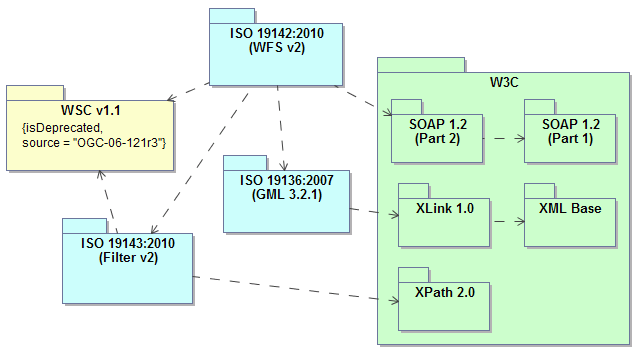 ISO 19142:2010
(WFS v2)
W3C
WSC v1.1
{isDeprecated,
source = "OGC-06-121r3"}
SOAP 1.2
(Part 2)
SOAP 1.2
(Part 1)
ISO 19136:2007
(GML 3.2.1)
XLink 1.0
XML Base
ISO 19143:2010
(Filter v2)
XPath 2.0